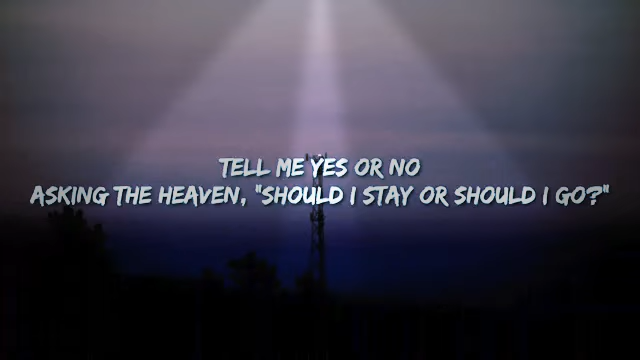 TELL ME YES OR NO
ASKING THE HEAVEN, "SHOULD I STAY OR SHOULD I GO?"